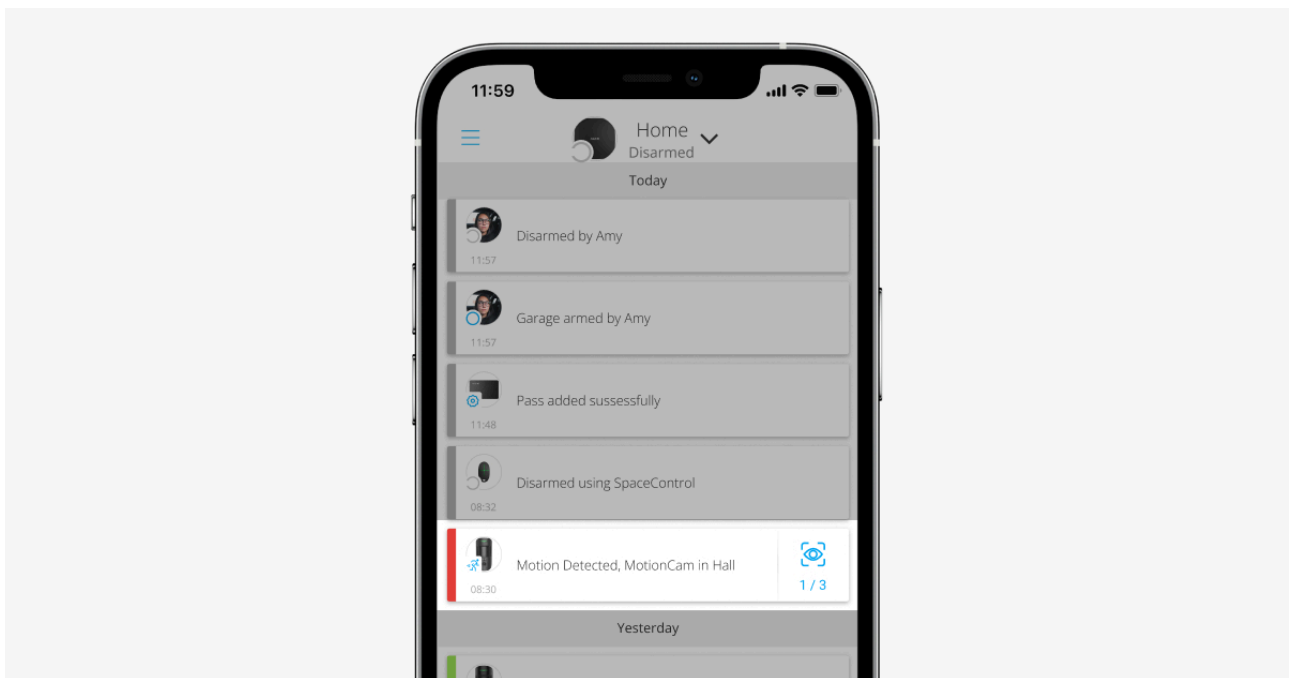 11:59
Home
Disarmed
Today
Disarmed by Amy
11:57
Garage armed by Amy
11:57
Pass added sussessfully
11:48
Disarmed using SpaceControl
08:32
Motion Detected, MotionCam in Hall
1 / 3
08:30
Yesterday